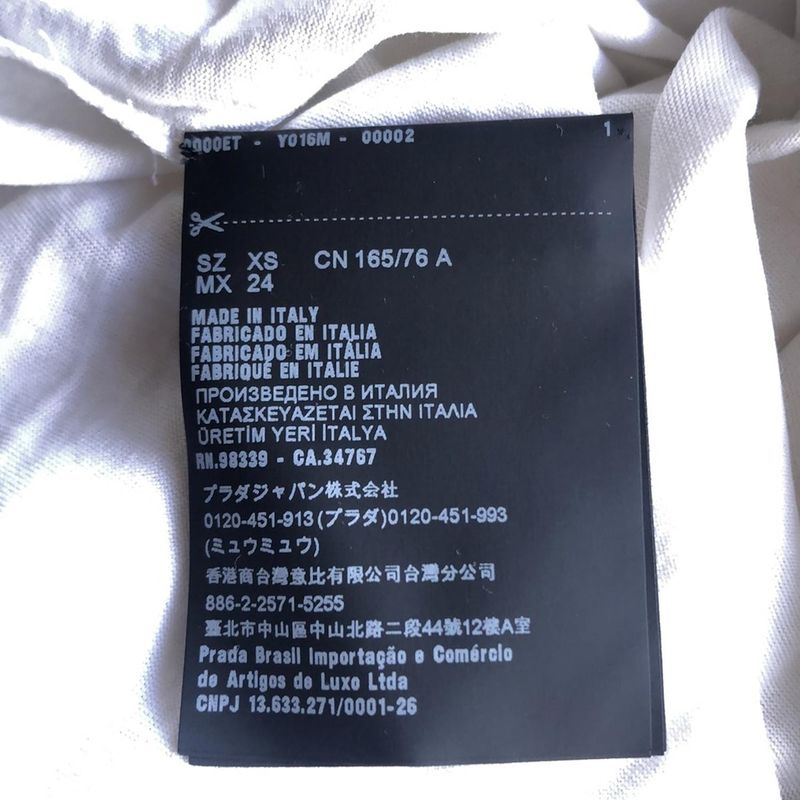 0000ET - Y016M - 00002 1
SZ XS CN 165/76 A
MX 24
MADE IN ITALY
FABRICADO EN ITALIA
FABRICADO EM ITÁLIA
FABRIQUÉ EN ITALIE
ПРОИЗВЕДЕНО В ИТАЛИЯ
ΚΑΤΑΣΚΕΥΑΖΕΤΑΙ ΣΤΗΝ ΙΤΑΛΙΑ
ÜRETİM YERİ İTALYA
RN.98339 - CA.34767
プラダジャパン株式会社
0120-451-913(プラダ)0120-451-993
(ミュウミュウ)
香港商台灣意比有限公司台灣分公司
886-2-2571-5255
臺北市中山區中山北路二段44號12樓A室
Prada Brasil Importação e Comércio
de Artigos de Luxo Ltda
CNPJ 13.633.271/0001-26